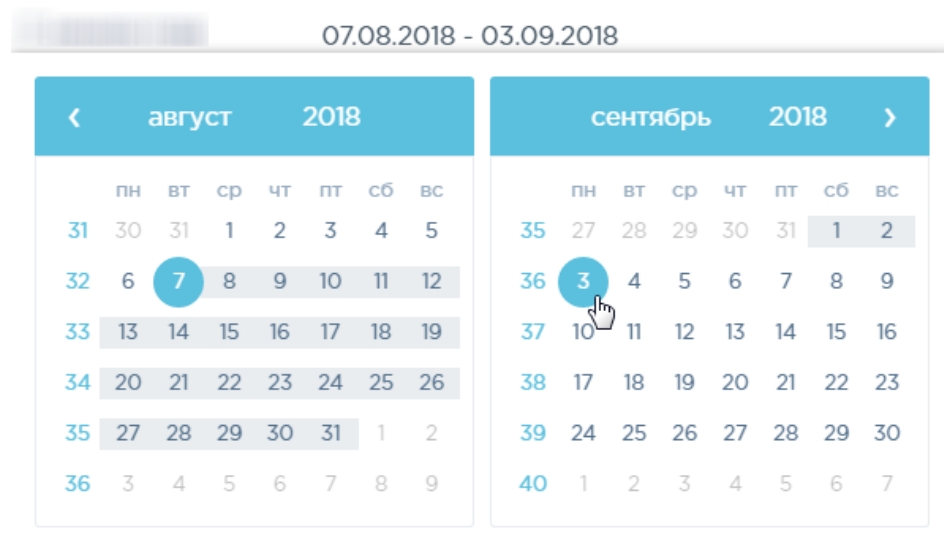 07.08.2018 - 03.09.2018
август 2018
пн вт ср чт пт сб вс
31 30 31 1 2 3 4 5
32 6 7 8 9 10 11 12
33 13 14 15 16 17 18 19
34 20 21 22 23 24 25 26
35 27 28 29 30 31 1 2
36 3 4 5 6 7 8 9
сентябрь 2018
пн вт ср чт пт сб вс
35 27 28 29 30 31 1 2
36 3 4 5 6 7 8 9
37 10 11 12 13 14 15 16
38 17 18 19 20 21 22 23
39 24 25 26 27 28 29 30
40 1 2 3 4 5 6 7